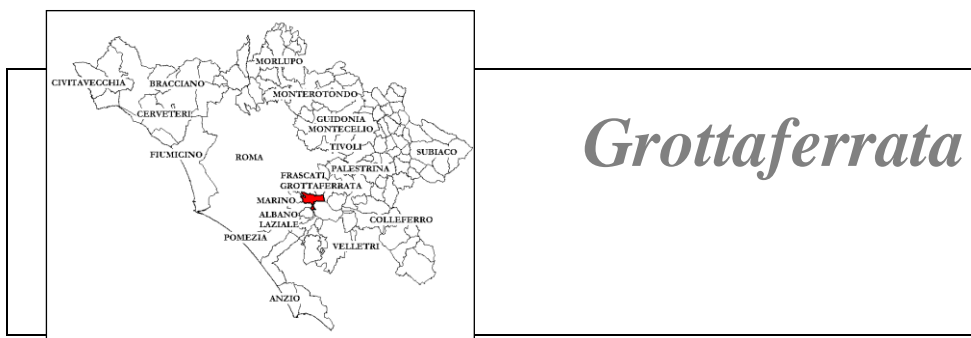 MORLUPO
CIVITAVECCHIA
BRACCIANO
MONTEROTONDO
CERVETERI
GUIDONIA
MONTECELIO
TIVOLI
SUBIACO
FIUMICINO
ROMA
PALESTRINA
FRASCATI
GROTTAFERRATA
MARINO
ALBANO
LAZIALE
COLLEFERRO
POMEZIA
VELLETRI
ANZIO
Grottaferrata